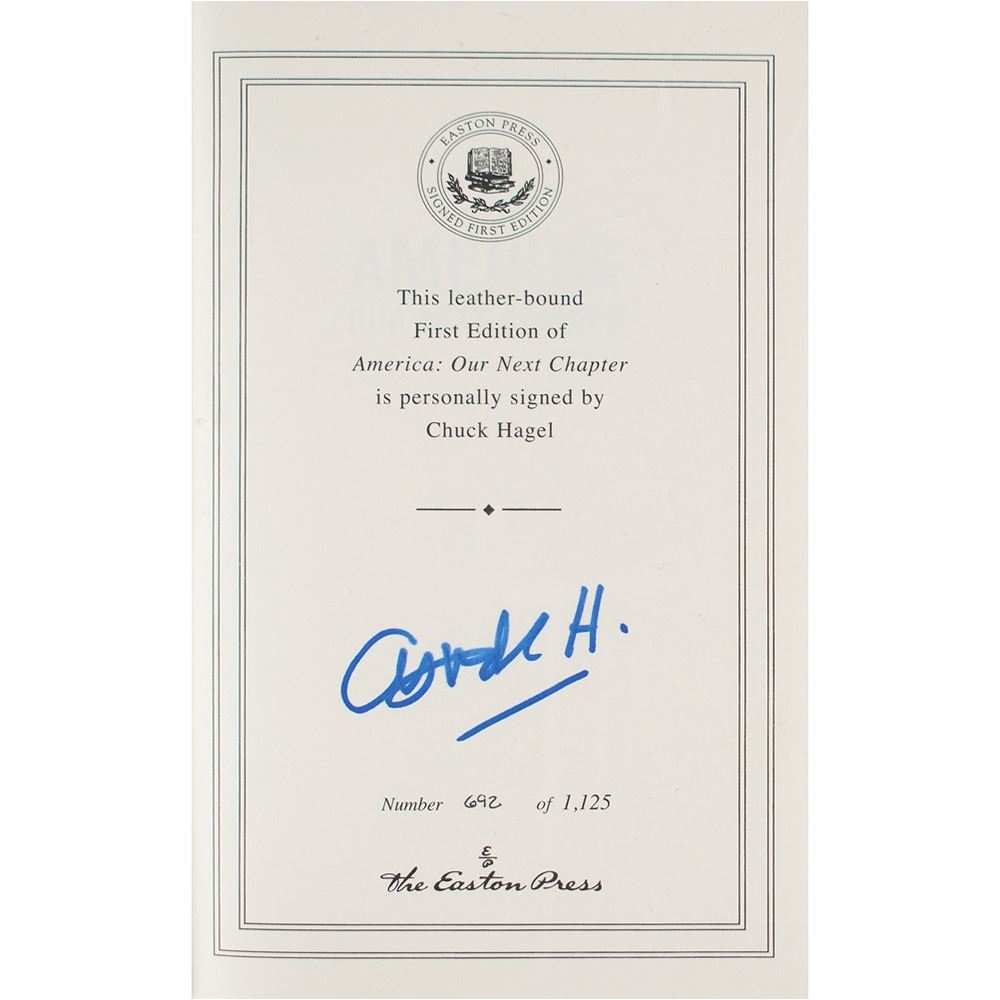 EASTON PRESS
SIGNED FIRST EDITION
This leather-bound
First Edition of
America: Our Next Chapter
is personally signed by
Chuck Hagel
Chuck H.
Number 692 of 1,125
E/P
the Easton Press